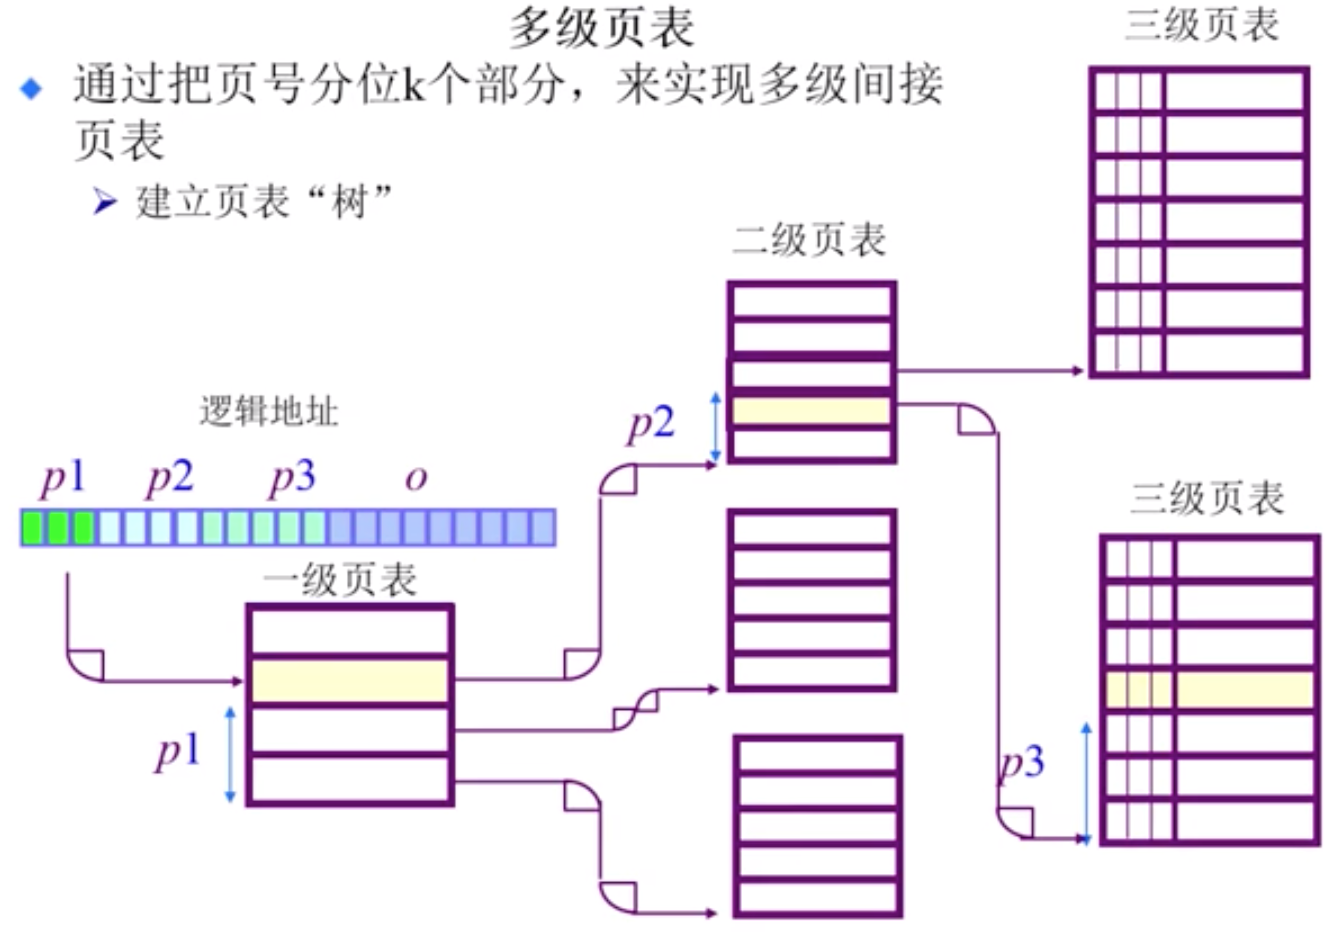 多级页表
三级页表
通过把页号分位k个部分，来实现多级间接
页表
建立页表“树”
二级页表
逻辑地址
p2
p1 p2 p3 o
三级页表
一级页表
p1
p3